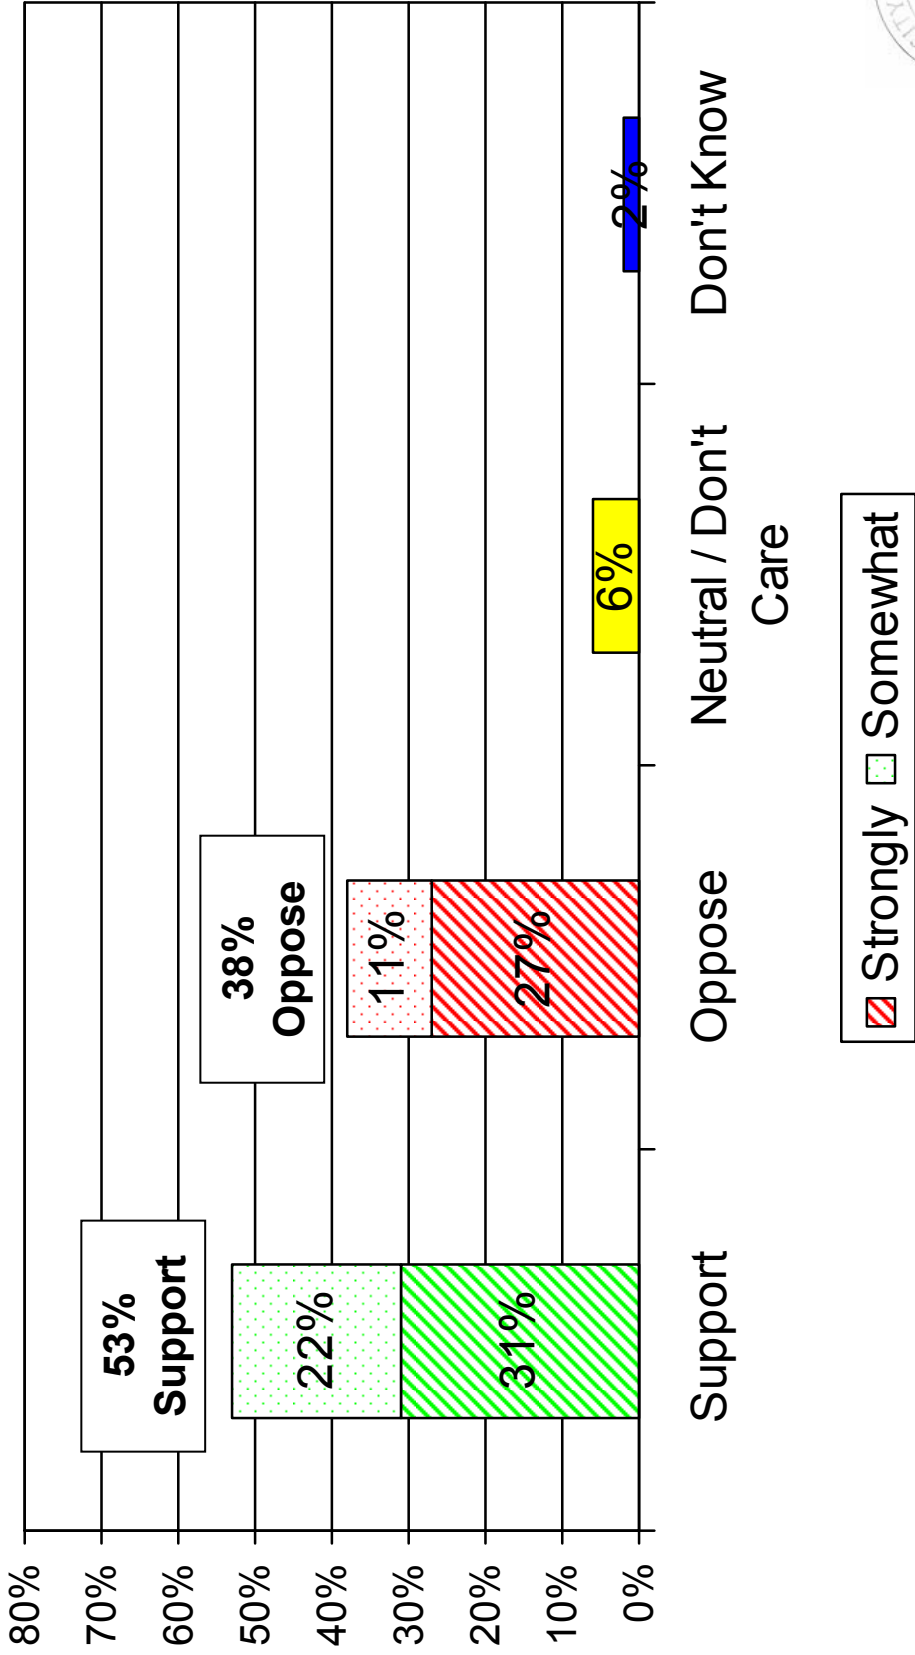 80%
70%
60%
50%
40%
30%
20%
10%
0%
53%
Support
22%
31%
38%
Oppose
11%
27%
6%
2%
Support
Oppose
Neutral / Don't
Care
Don't Know
Strongly Somewhat